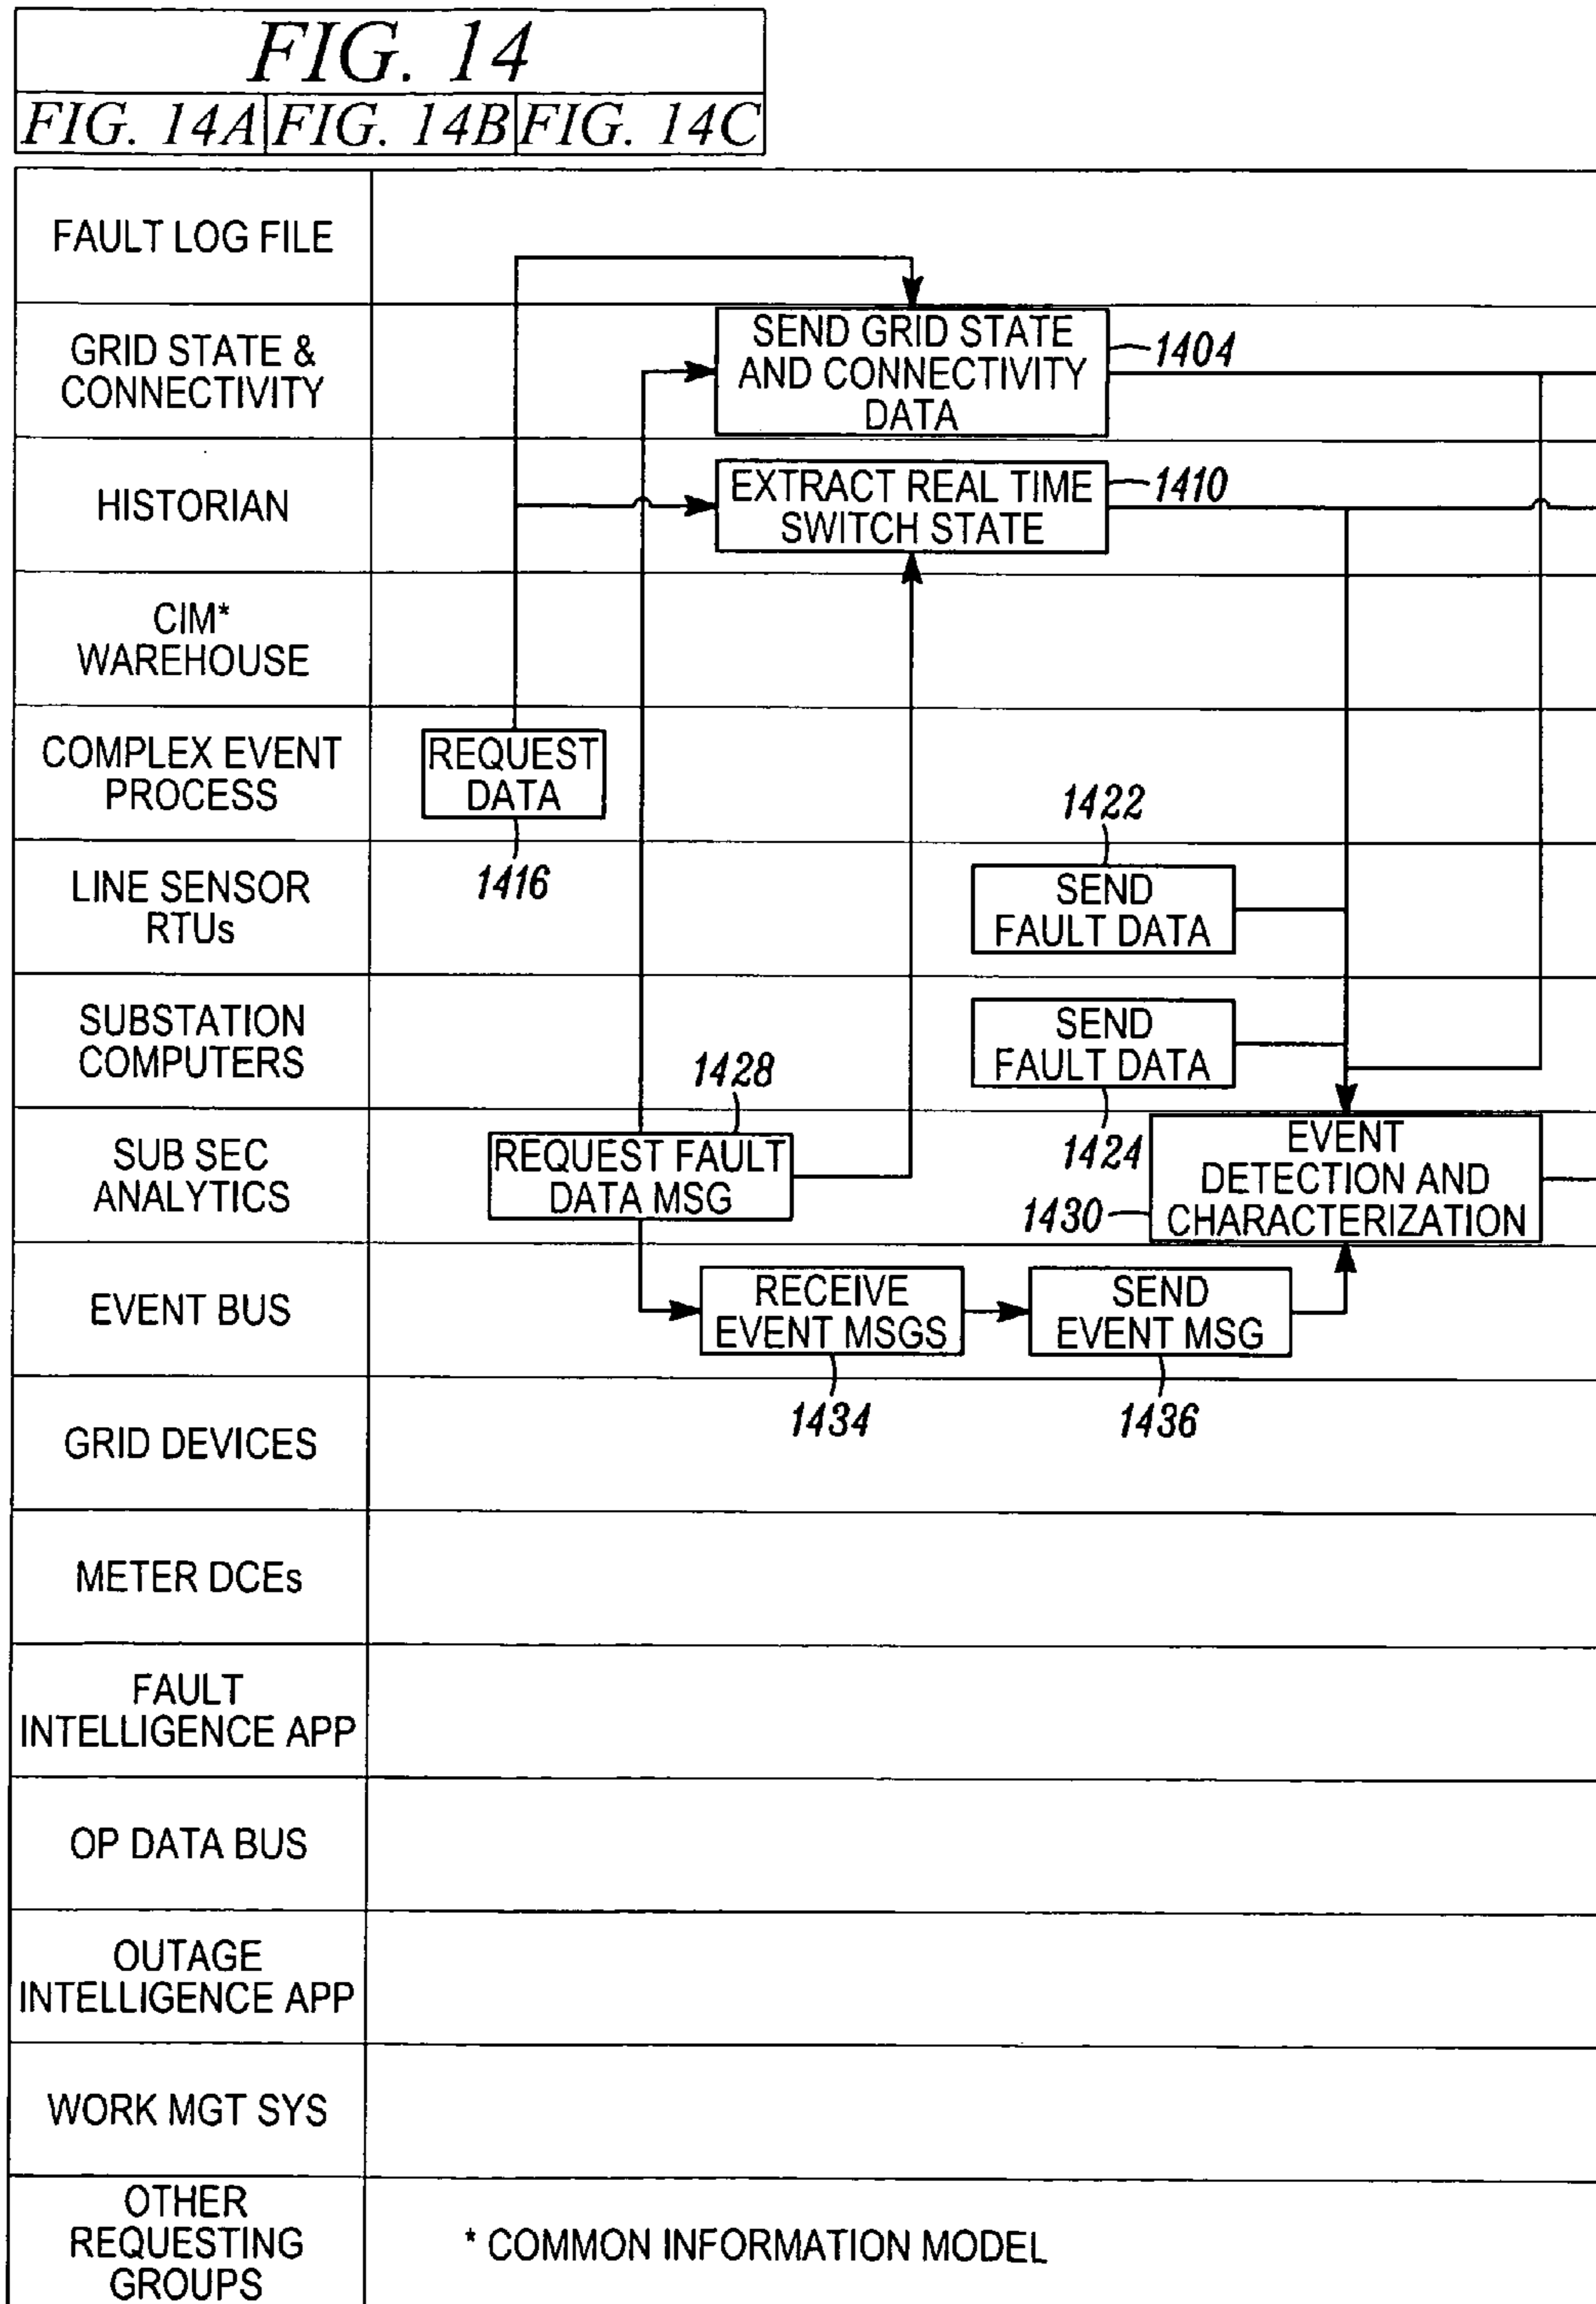 FIG. 14
FIG. 14A FIG. 14B FIG. 14C
FAULT LOG FILE
GRID STATE &
CONNECTIVITY
SEND GRID STATE
AND CONNECTIVITY
DATA
1404
HISTORIAN
EXTRACT REAL TIME
SWITCH STATE
1410
CIM*
WAREHOUSE
COMPLEX EVENT
PROCESS
REQUEST
DATA
1416
LINE SENSOR
RTUs
1422
SEND
FAULT DATA
SUBSTATION
COMPUTERS
SEND
FAULT DATA
1424
SUB SEC
ANALYTICS
1428
REQUEST FAULT
DATA MSG
EVENT
DETECTION AND
CHARACTERIZATION
1430
EVENT BUS
RECEIVE
EVENT MSGS
1434
SEND
EVENT MSG
1436
GRID DEVICES
METER DCEs
FAULT
INTELLIGENCE APP
OP DATA BUS
OUTAGE
INTELLIGENCE APP
WORK MGT SYS
OTHER
REQUESTING
GROUPS
* COMMON INFORMATION MODEL